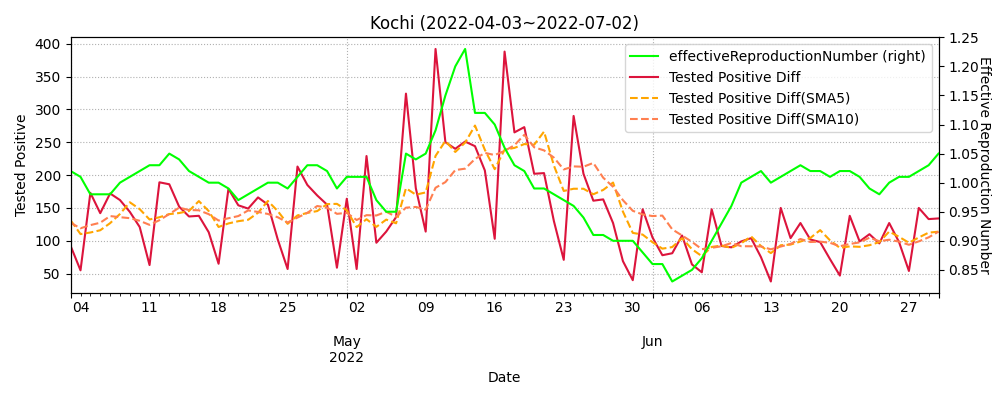 Kochi (2022-04-03~2022-07-02)
effectiveReproductionNumber (right)
Tested Positive Diff
Tested Positive Diff(SMA5)
Tested Positive Diff(SMA10)
Tested Positive
400
350
300
250
200
150
100
50
1.25
1.20
1.15
1.10
1.05
1.00
0.95
0.90
0.85
Effective Reproduction Number
04 11 18 25 02 09 16 23 30 06 13 20 27
May Jun
2022
Date